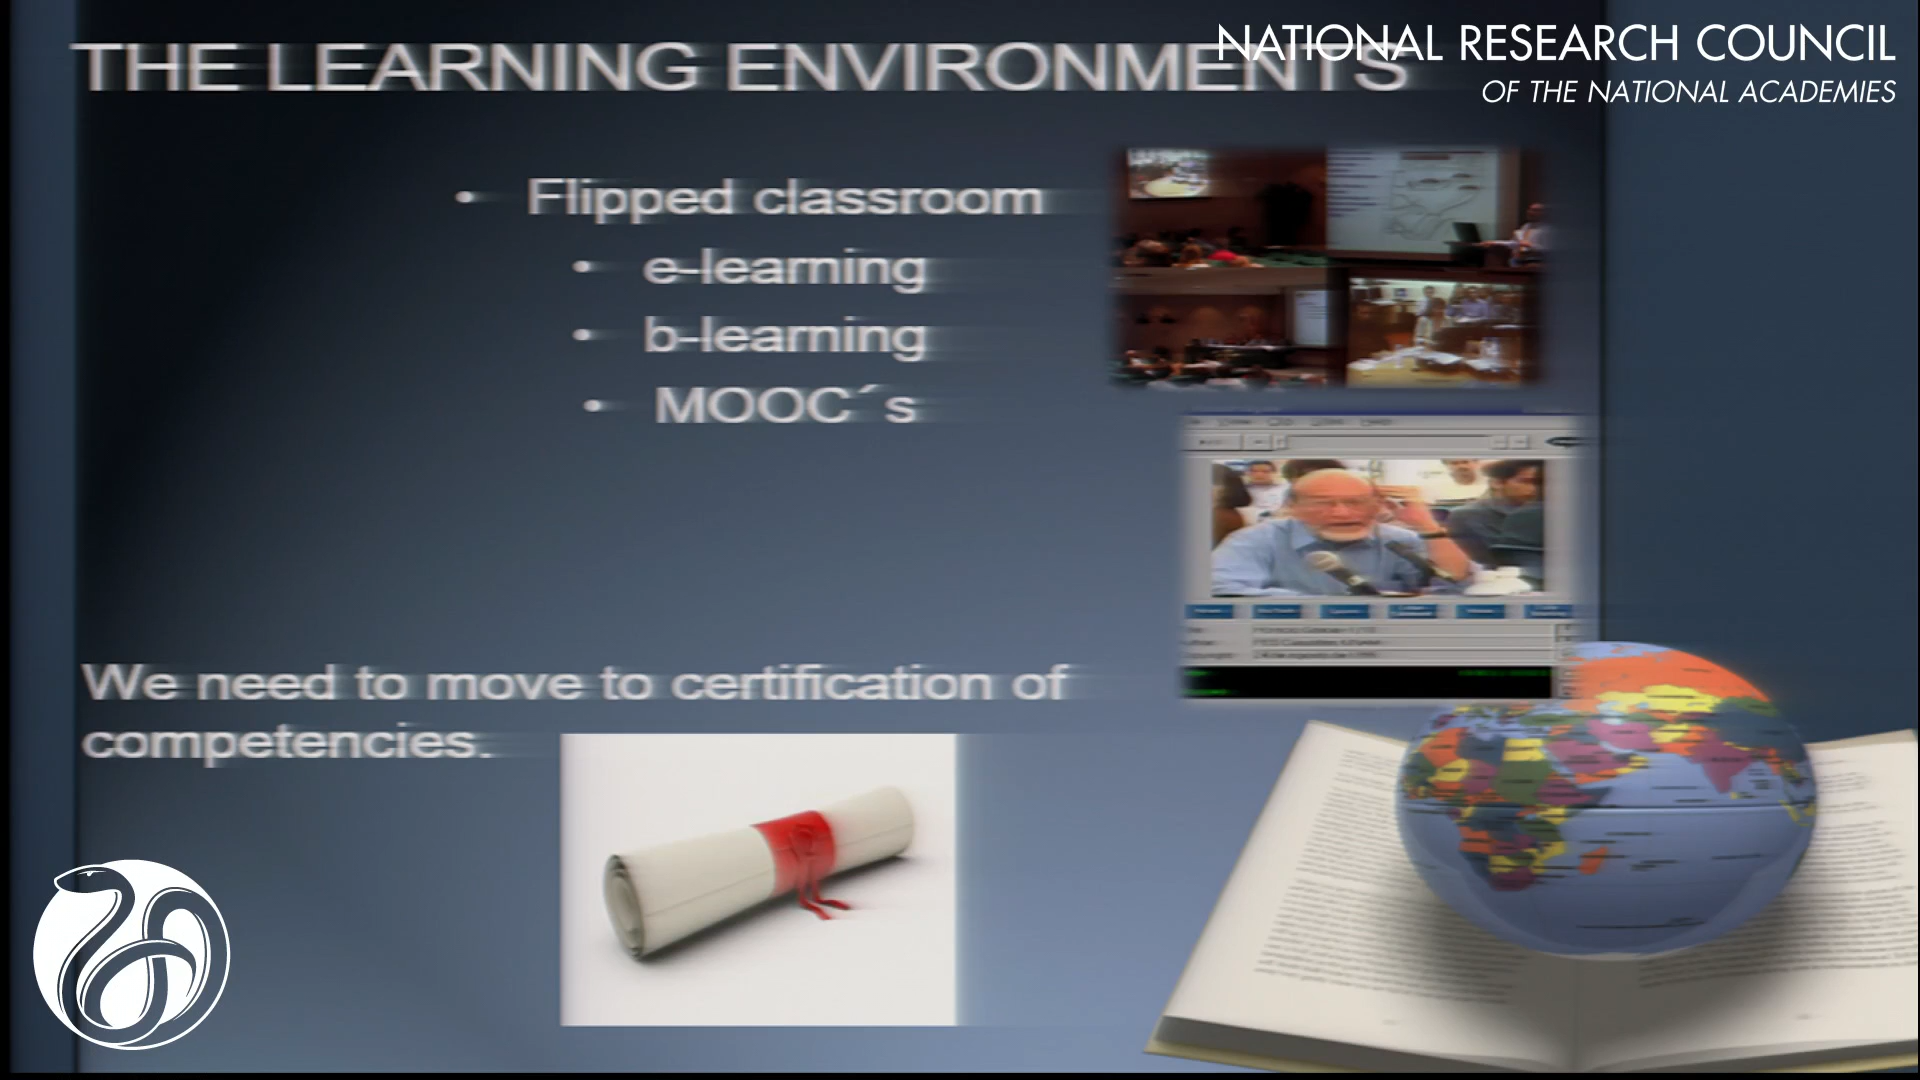 THE LEARNING ENVIRONMENTS
NATIONAL RESEARCH COUNCIL
OF THE NATIONAL ACADEMIES
• Flipped classroom
• e-learning
• b-learning
• MOOC´s
We need to move to certification of
competencies.